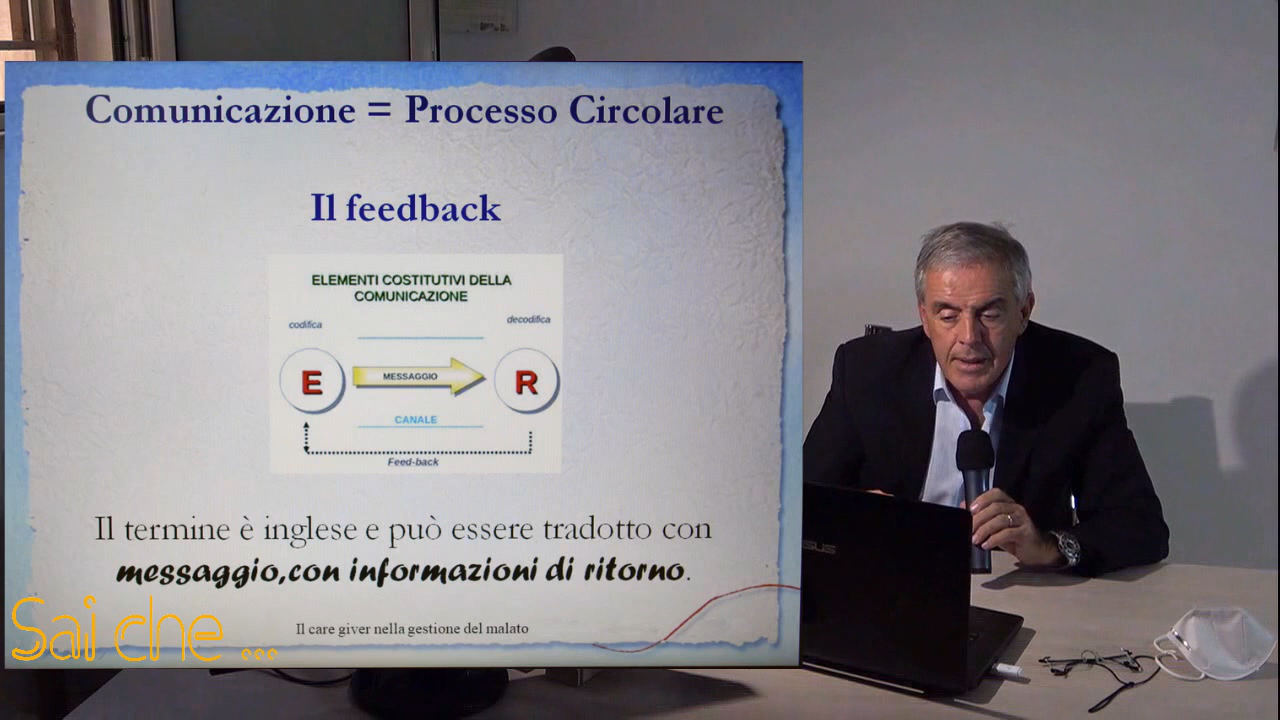 Comunicazione = Processo Circolare
Il feedback
ELEMENTI COSTITUTIVI DELLA
COMUNICAZIONE
codifica
decodifica
E
MESSAGGIO
R
CANALE
Feed-back
Il termine è inglese e può essere tradotto con
messaggio,con informazioni di ritorno.
Il care giver nella gestione del malato
Sai che ...
ASUS